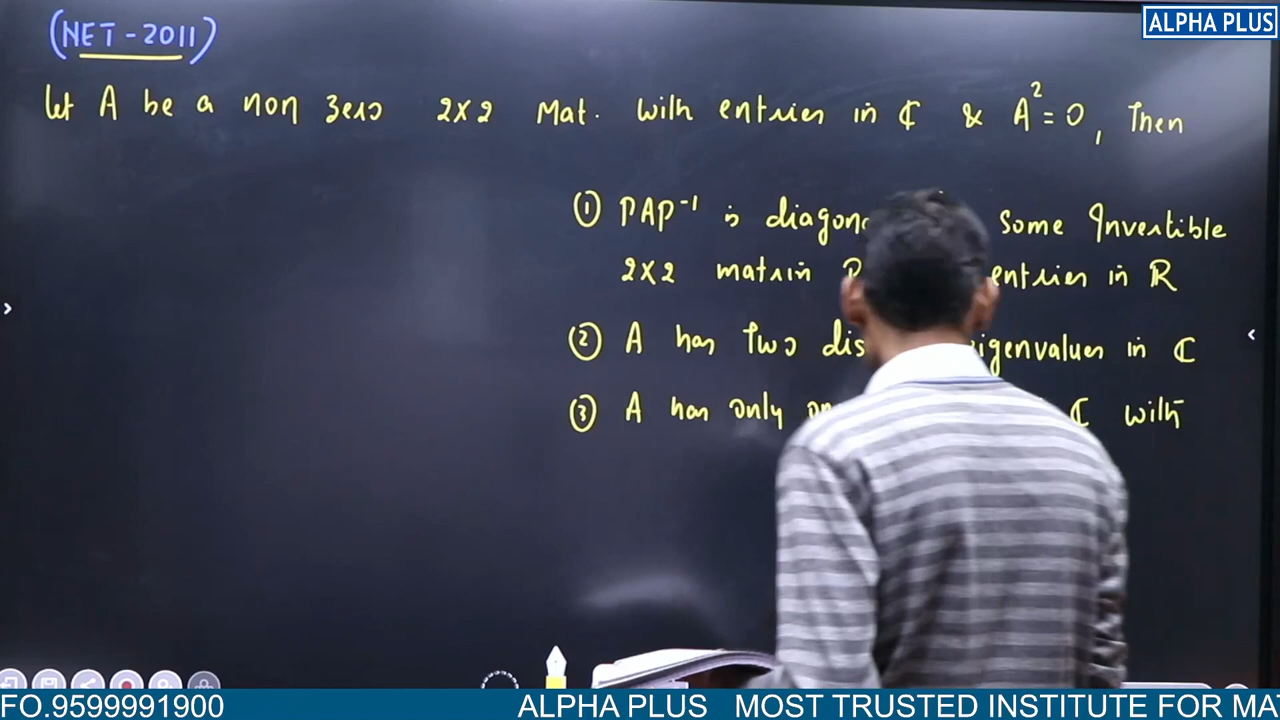 ALPHA PLUS
(NET-2011)
let A be a non zero 2x2 Mat. with entries in ℂ & A²=0, Then
① PAP⁻¹ is some Invertible
2x2 matrix entries in ℝ
② A has Two eigenvalues in ℂ
③ A has only ℂ with
FO.9599991900 ALPHA PLUS MOST TRUSTED INSTITUTE FOR MA